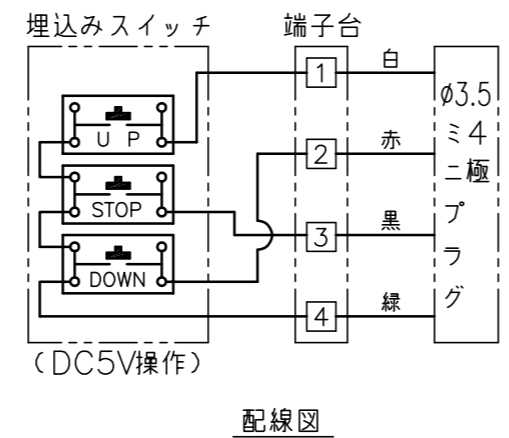 埋込みスイッチ
端子台
UP
STOP
DOWN
1
2
3
4
白
赤
黒
緑
φ3.5
ミニプラグ
4極
(DC5V操作)
配線図